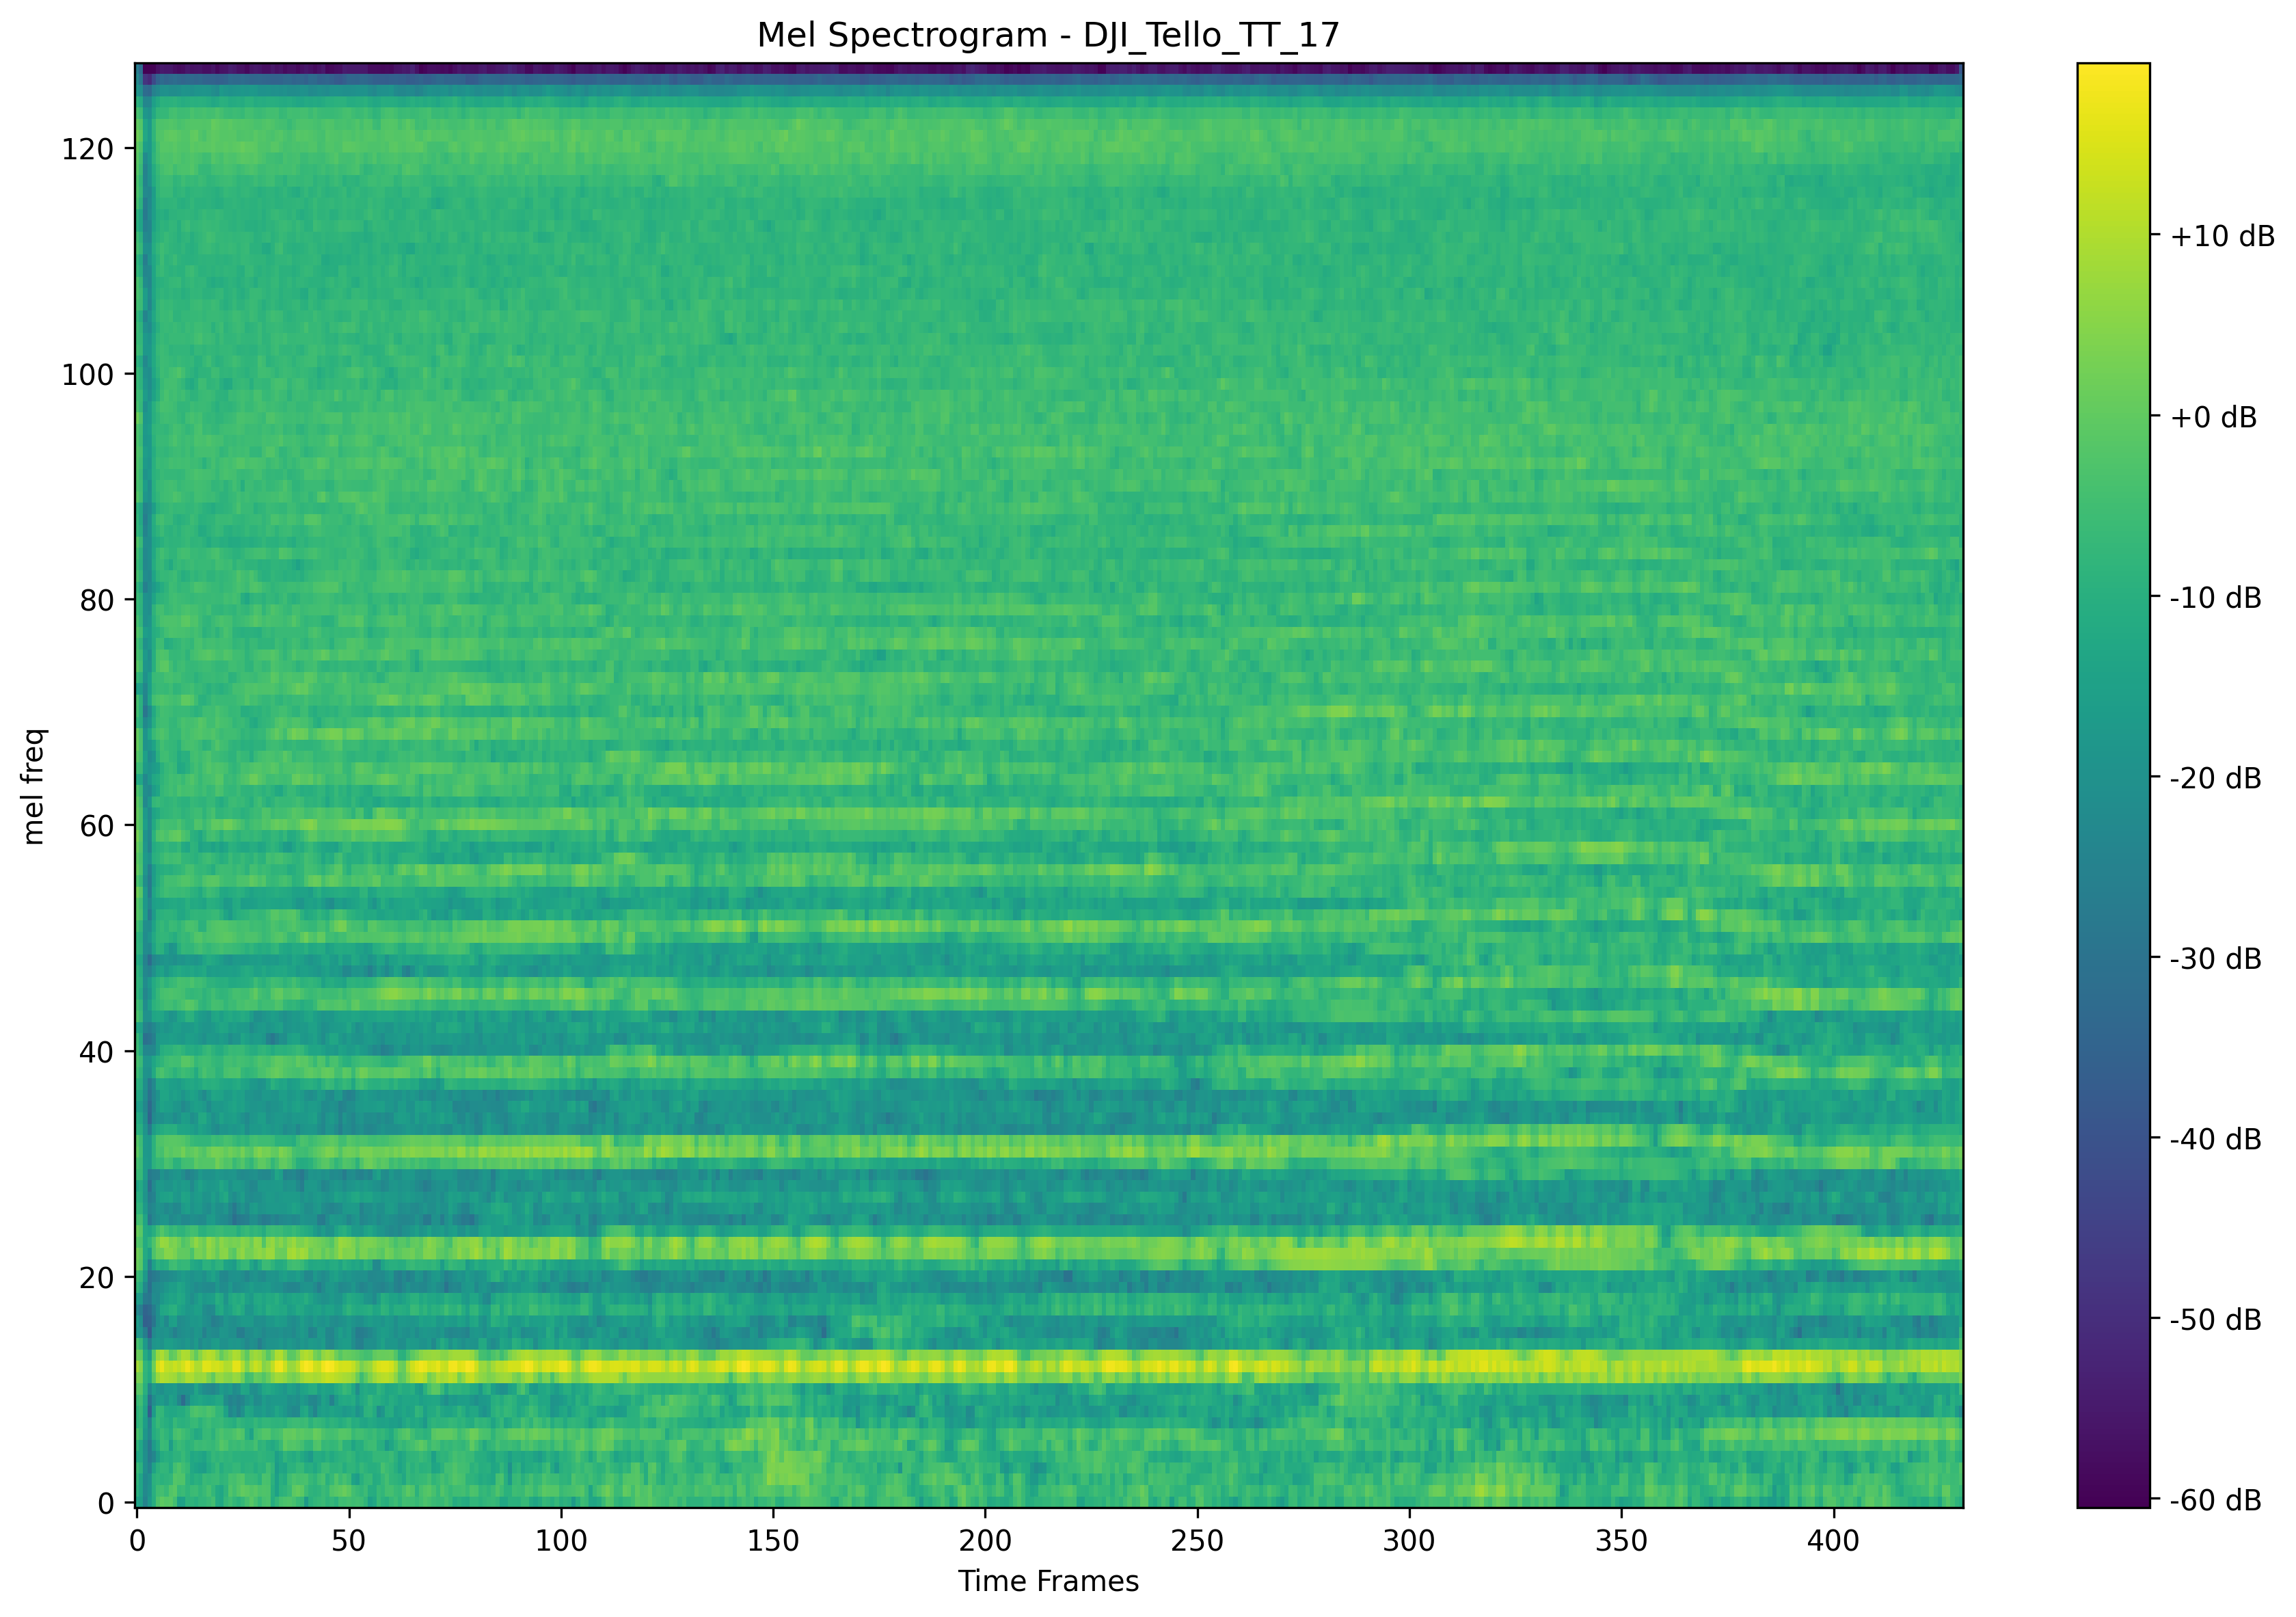 Mel Spectrogram - DJI_Tello_TT_17
120
100
80
60
40
20
0
mel freq
0 50 100 150 200 250 300 350 400
Time Frames
+10 dB
+0 dB
-10 dB
-20 dB
-30 dB
-40 dB
-50 dB
-60 dB